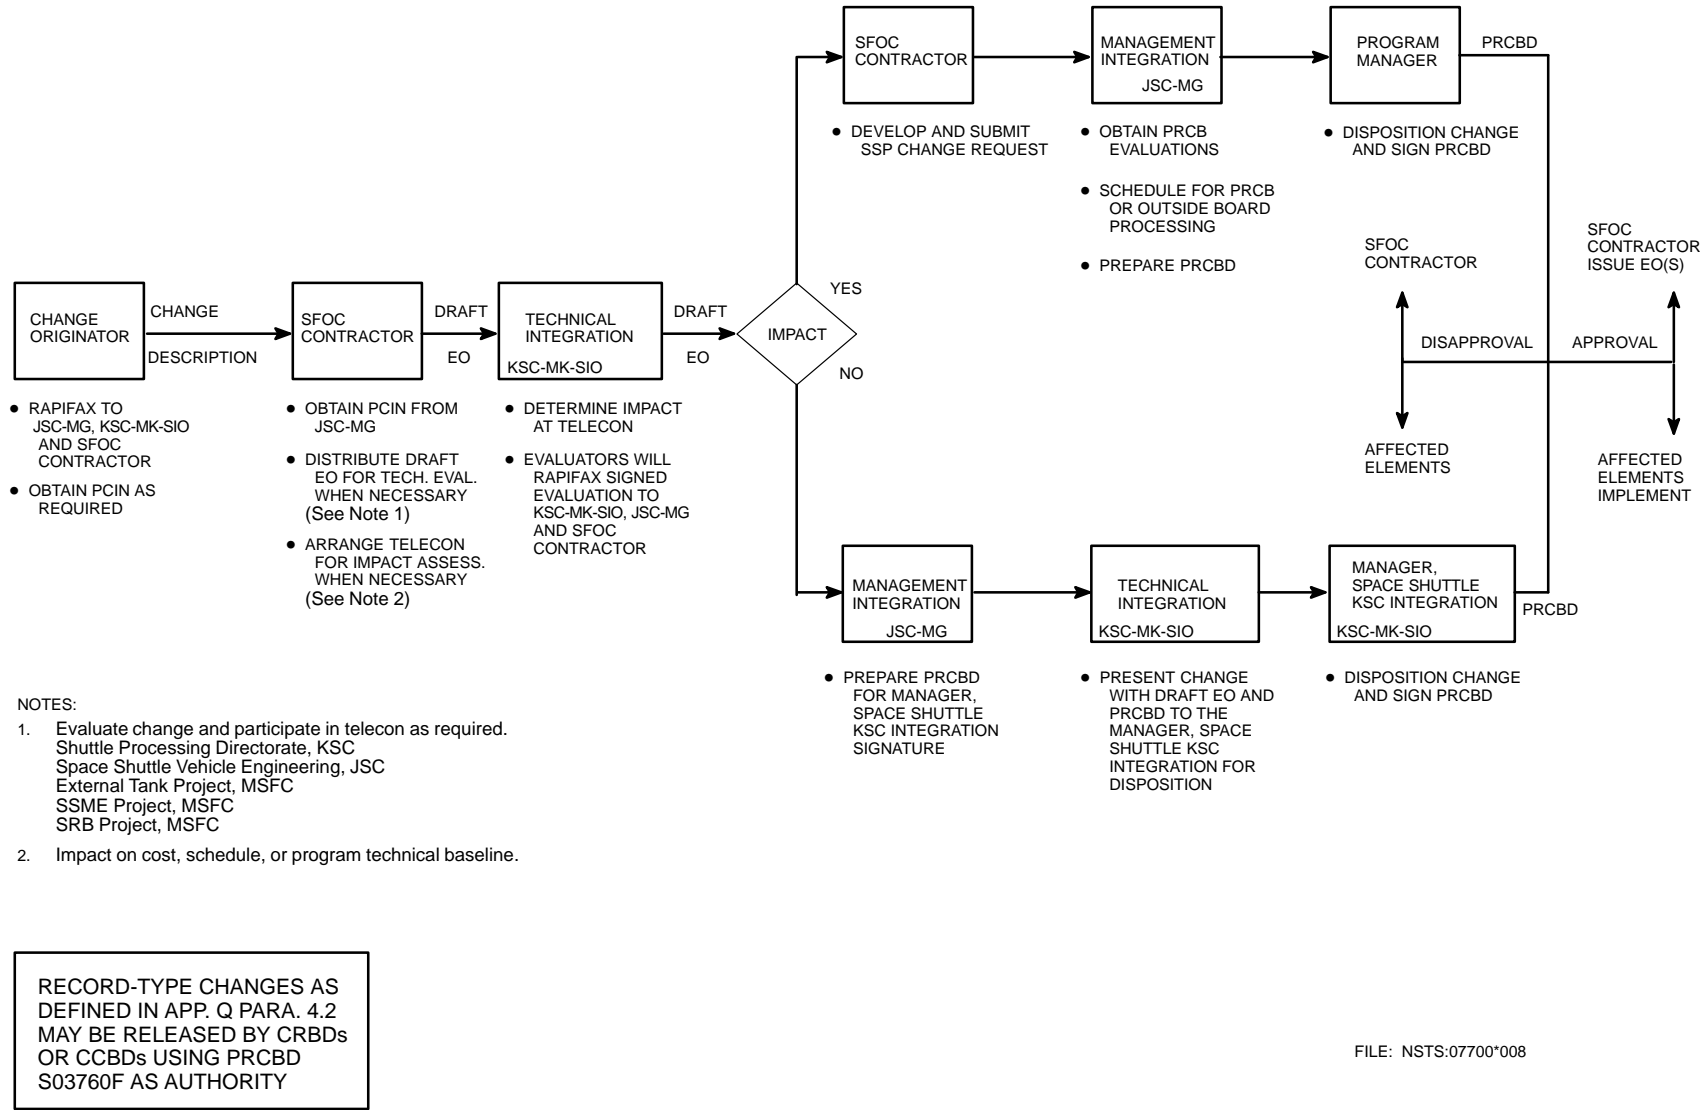 SFOC
CONTRACTOR
MANAGEMENT
INTEGRATION
JSC-MG
PROGRAM
MANAGER
PRCBD
● DEVELOP AND SUBMIT
SSP CHANGE REQUEST
● OBTAIN PRCB
EVALUATIONS
● SCHEDULE FOR PRCB
OR OUTSIDE BOARD
PROCESSING
● PREPARE PRCBD
● DISPOSITION CHANGE
AND SIGN PRCBD
CHANGE
ORIGINATOR
CHANGE
DESCRIPTION
SFOC
CONTRACTOR
DRAFT
EO
TECHNICAL
INTEGRATION
KSC-MK-SIO
DRAFT
EO
IMPACT
YES
NO
SFOC
CONTRACTOR
SFOC
CONTRACTOR
ISSUE EO(S)
DISAPPROVAL
APPROVAL
AFFECTED
ELEMENTS
AFFECTED
ELEMENTS
IMPLEMENT
● RAPIFAX TO
JSC-MG, KSC-MK-SIO
AND SFOC
CONTRACTOR
● OBTAIN PCIN AS
REQUIRED
● OBTAIN PCIN FROM
JSC-MG
● DISTRIBUTE DRAFT
EO FOR TECH. EVAL.
WHEN NECESSARY
(See Note 1)
● ARRANGE TELECON
FOR IMPACT ASSESS.
WHEN NECESSARY
(See Note 2)
● DETERMINE IMPACT
AT TELECON
● EVALUATORS WILL
RAPIFAX SIGNED
EVALUATION TO
KSC-MK-SIO, JSC-MG
AND SFOC
CONTRACTOR
MANAGEMENT
INTEGRATION
JSC-MG
TECHNICAL
INTEGRATION
KSC-MK-SIO
MANAGER,
SPACE SHUTTLE
KSC INTEGRATION
KSC-MK-SIO
PRCBD
● PREPARE PRCBD
FOR MANAGER,
SPACE SHUTTLE
KSC INTEGRATION
SIGNATURE
● PRESENT CHANGE
WITH DRAFT EO AND
PRCBD TO THE
MANAGER, SPACE
SHUTTLE KSC
INTEGRATION FOR
DISPOSITION
● DISPOSITION CHANGE
AND SIGN PRCBD
NOTES:
1. Evaluate change and participate in telecon as required.
Shuttle Processing Directorate, KSC
Space Shuttle Vehicle Engineering, JSC
External Tank Project, MSFC
SSME Project, MSFC
SRB Project, MSFC
2. Impact on cost, schedule, or program technical baseline.
RECORD-TYPE CHANGES AS
DEFINED IN APP. Q PARA. 4.2
MAY BE RELEASED BY CRBDs
OR CCBDs USING PRCBD
S03760F AS AUTHORITY
FILE: NSTS:07700*008